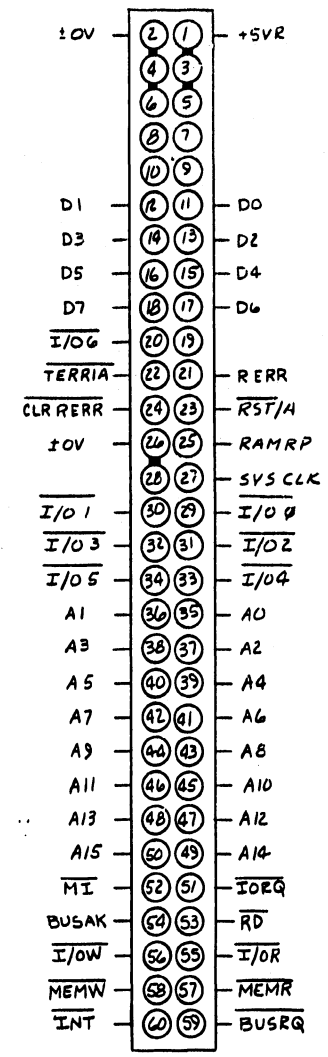 ±0V 2 1 +5VR
4 3
6 5
8 7
10 9
D1 12 11 D0
D3 14 13 D2
D5 16 15 D4
D7 18 17 D6
I/O6 20 19
TERRIA 22 21 RERR
CLR RERR 24 23 RST/A
±0V 26 25 RAMRP
28 27 SYS CLK
I/O 1 30 29 I/O 0
I/O 3 32 31 I/O 2
I/O 5 34 33 I/O4
A1 36 35 A0
A3 38 37 A2
A5 40 39 A4
A7 42 41 A6
A9 44 43 A8
A11 46 45 A10
A13 48 47 A12
A15 50 49 A14
M1 52 51 IORQ
BUSAK 54 53 RD
I/OW 56 55 I/OR
MEMW 58 57 MEMR
INT 60 59 BUSRQ